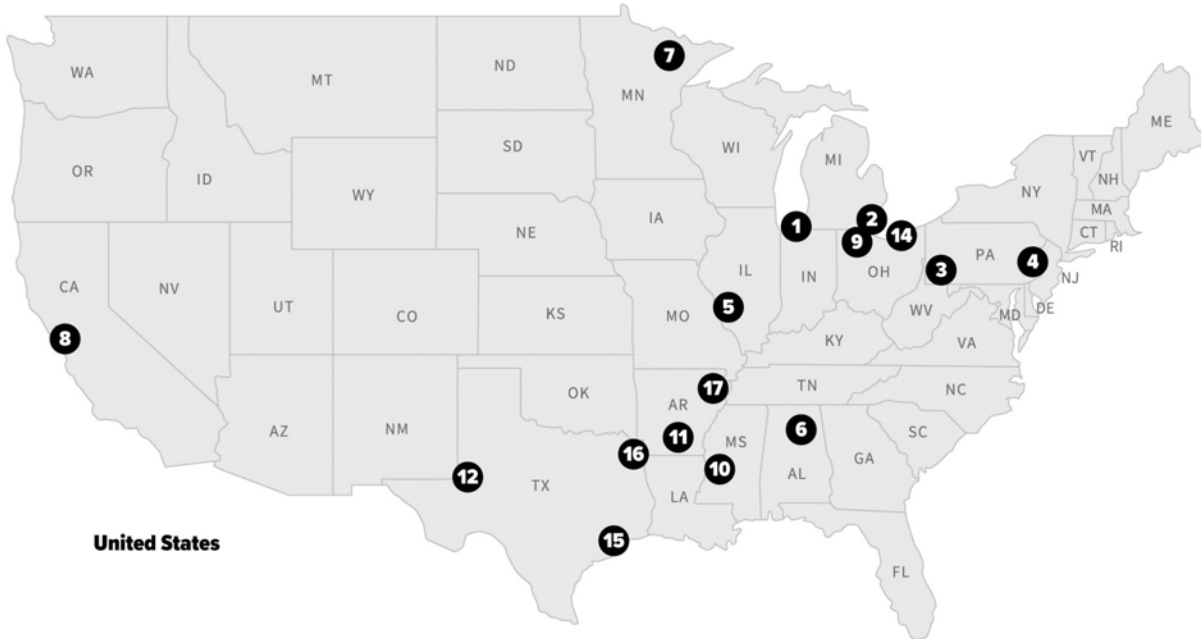 WA
MT
ND
MN
7
ME
OR
ID
WY
SD
WI
MI
VT
NH
NY
MA
CT
RI
NE
IA
1
2
9
14
PA
4
3
NJ
CA
NV
UT
CO
KS
MO
IL
5
IN
OH
WV
MD
DE
8
KY
VA
AZ
NM
OK
AR
17
TN
NC
SC
11
16
12
TX
LA
MS
10
6
AL
GA
15
FL
United States